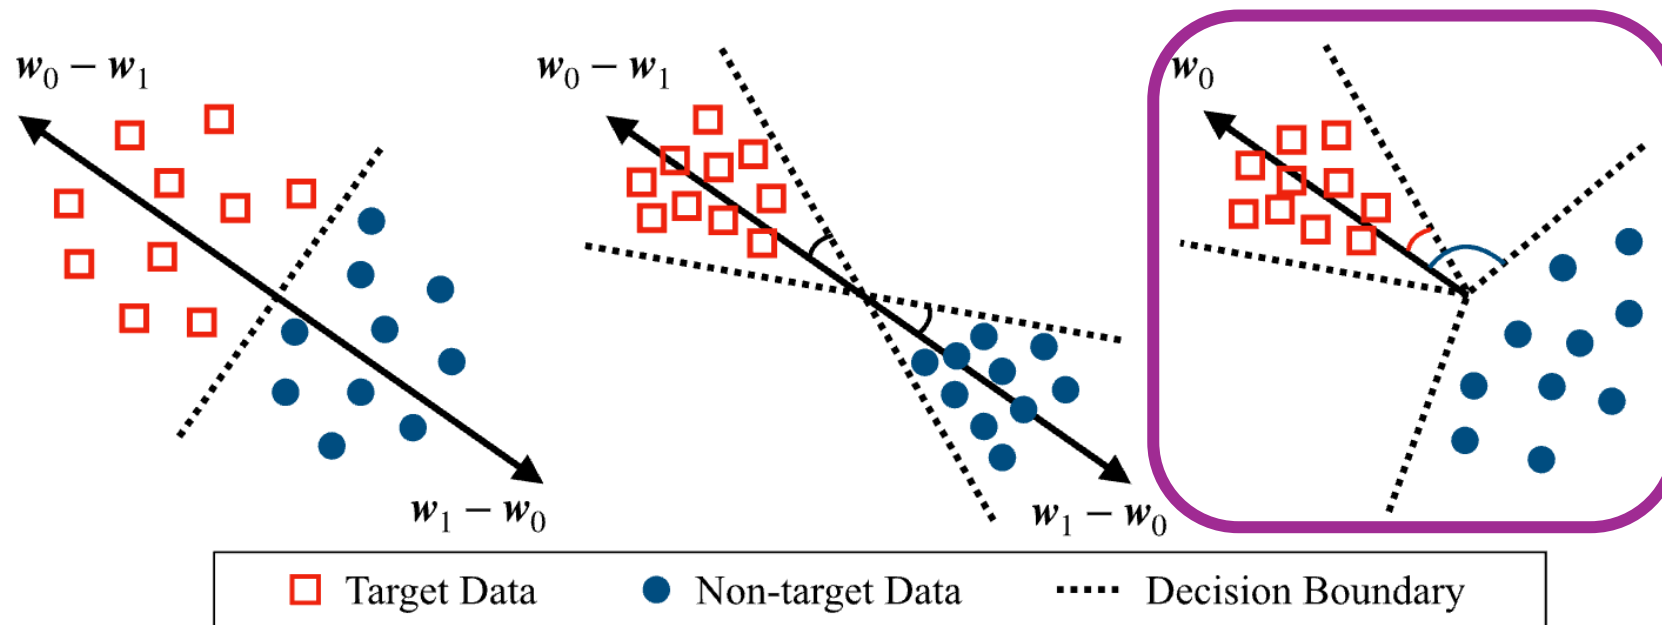 w₀ − w₁
w₁ − w₀
w₀ − w₁
w₁ − w₀
w₀
Target Data
Non-target Data
Decision Boundary